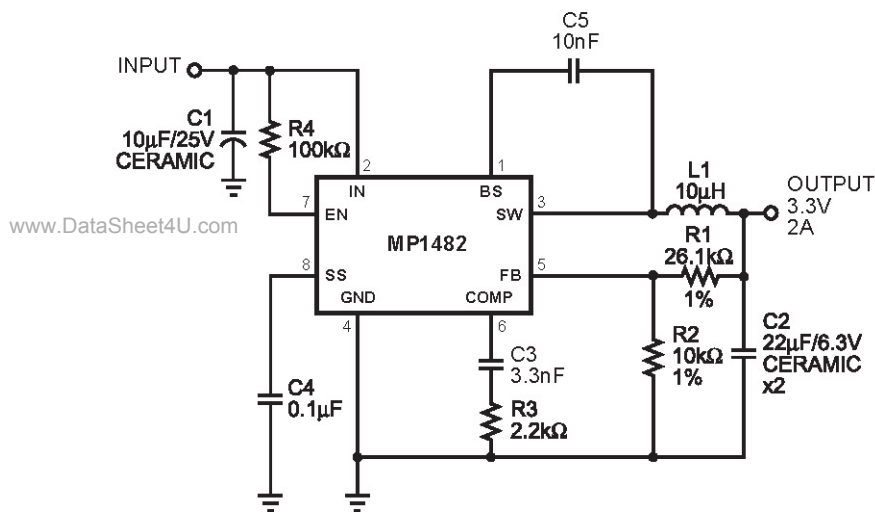 C5
10nF
INPUT
C1
10µF/25V
CERAMIC
R4
100kΩ
2
1
IN
BS
L1
10µH
OUTPUT
3.3V
2A
7
EN
SW
3
www.DataSheet4U.com
MP1482
R1
26.1kΩ
1%
8
SS
FB
5
GND
COMP
4
6
C3
3.3nF
R2
10kΩ
1%
C2
22µF/6.3V
CERAMIC
x2
C4
0.1µF
R3
2.2kΩ